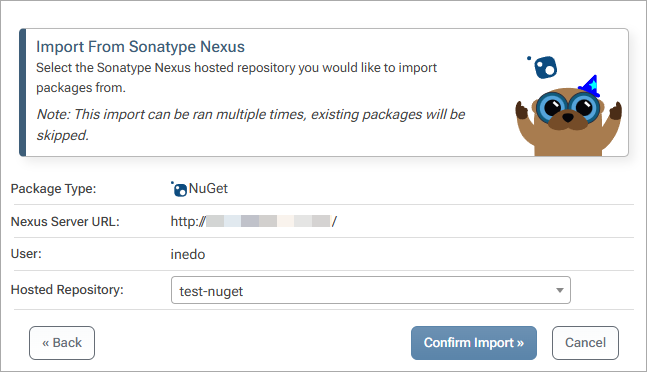 Import From Sonatype Nexus
Select the Sonatype Nexus hosted repository you would like to import
packages from.
Note: This import can be ran multiple times, existing packages will be
skipped.
Package Type: NuGet
Nexus Server URL: http:// /
User: inedo
Hosted Repository: test-nuget
« Back Confirm Import » Cancel